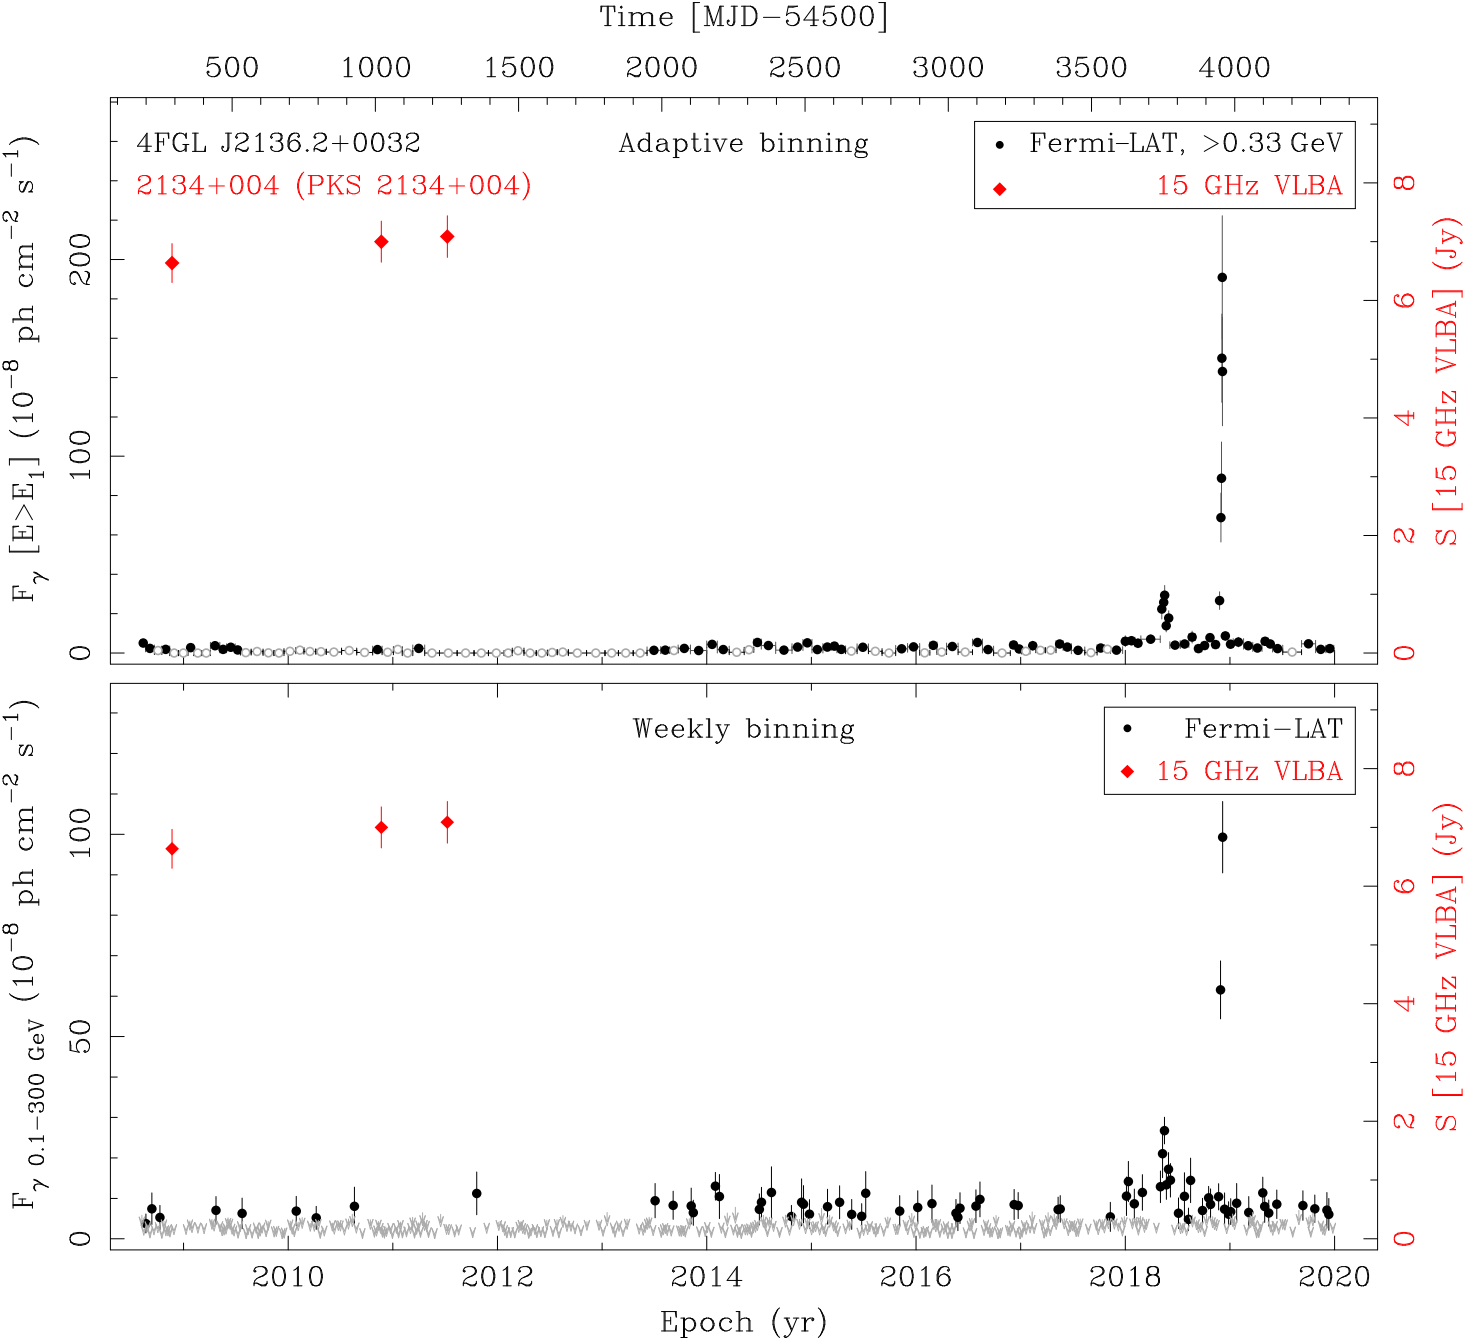 Time [MJD−54500]
500 1000 1500 2000 2500 3000 3500 4000
4FGL J2136.2+0032
2134+004 (PKS 2134+004)
Adaptive binning
Fermi−LAT, >0.33 GeV
15 GHz VLBA
Fγ [E>E1] (10−8 ph cm−2 s−1)
0 100 200
S [15 GHz VLBA] (Jy)
0 2 4 6 8
Weekly binning
Fermi−LAT
15 GHz VLBA
Fγ 0.1−300 GeV (10−8 ph cm−2 s−1)
0 50 100
S [15 GHz VLBA] (Jy)
0 2 4 6 8
2010 2012 2014 2016 2018 2020
Epoch (yr)